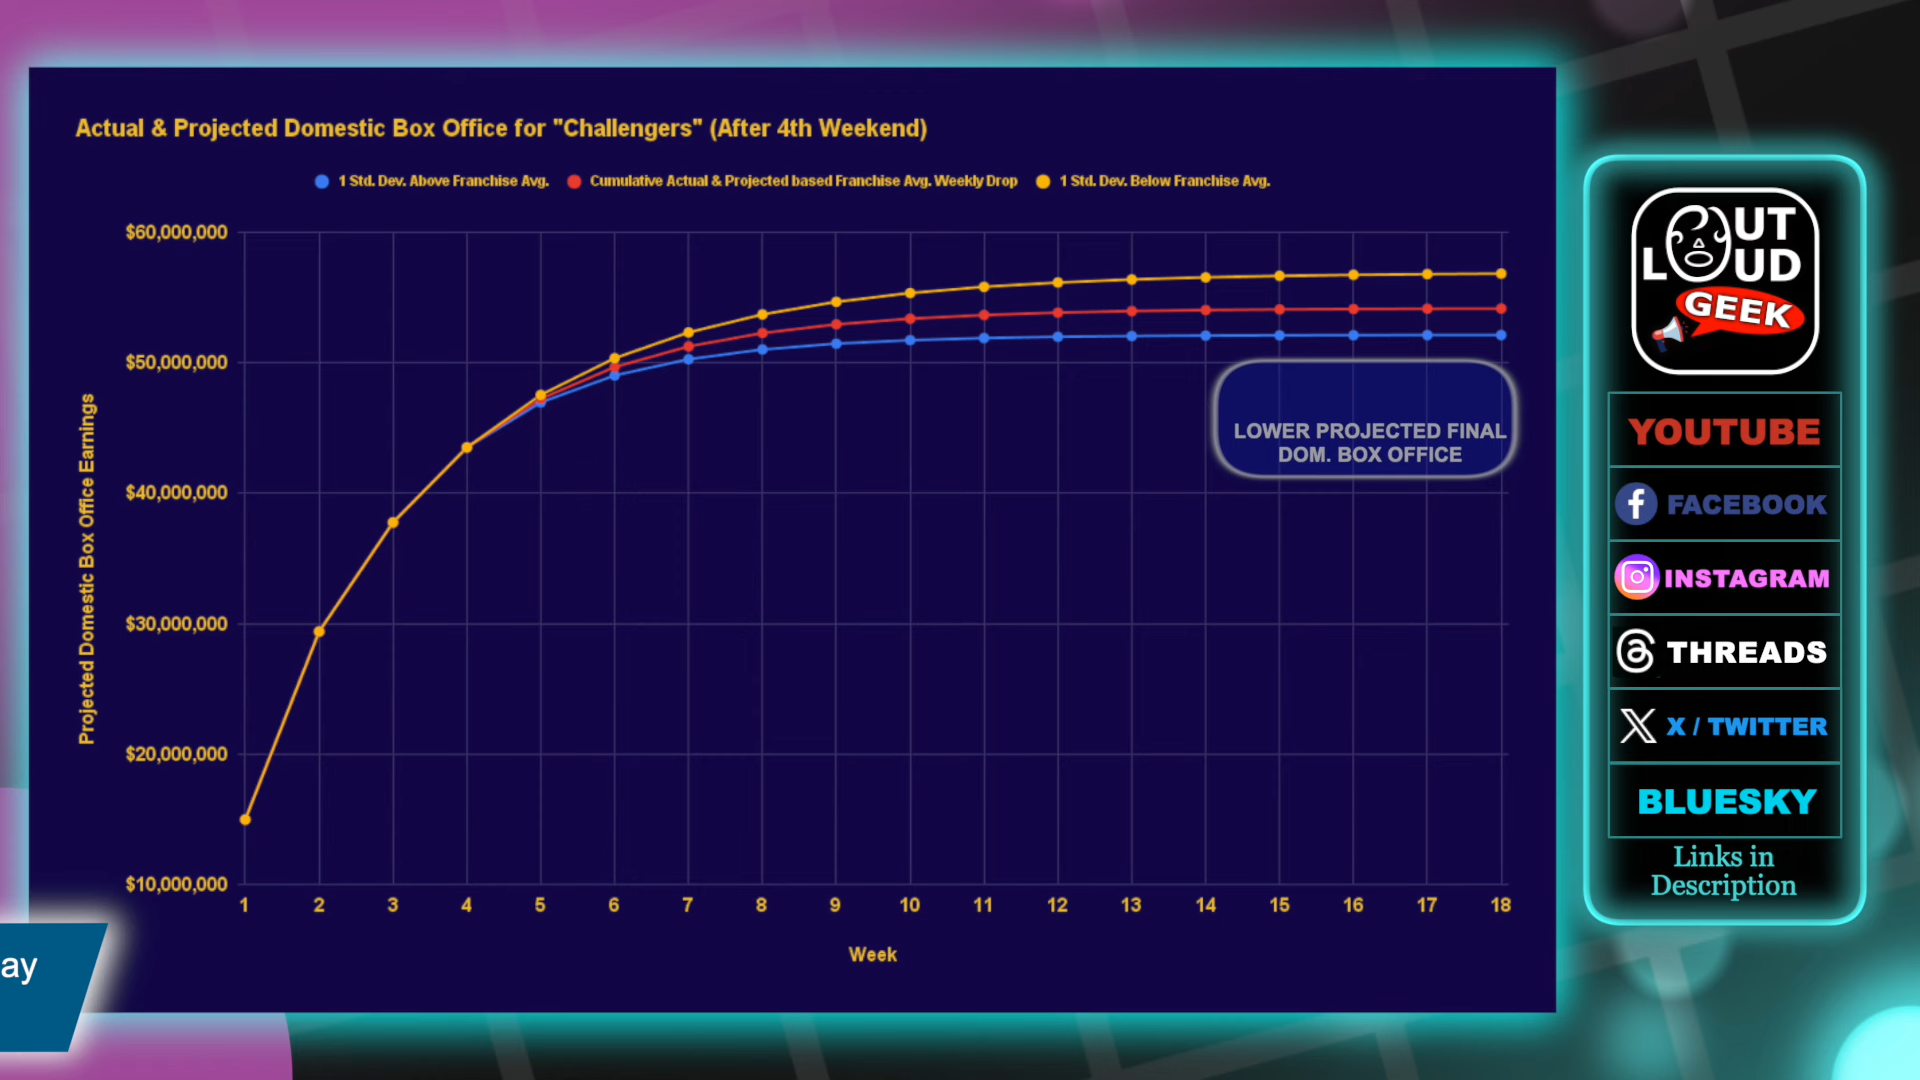 Actual & Projected Domestic Box Office for "Challengers" (After 4th Weekend)
1 Std. Dev. Above Franchise Avg. Cumulative Actual & Projected based Franchise Avg. Weekly Drop 1 Std. Dev. Below Franchise Avg.
Projected Domestic Box Office Earnings
$60,000,000
$50,000,000
$40,000,000
$30,000,000
$20,000,000
$10,000,000
LOWER PROJECTED FINAL
DOM. BOX OFFICE
1 2 3 4 5 6 7 8 9 10 11 12 13 14 15 16 17 18
Week
ay
OUT
LOUD
GEEK
YOUTUBE
FACEBOOK
INSTAGRAM
THREADS
X / TWITTER
BLUESKY
Links in
Description